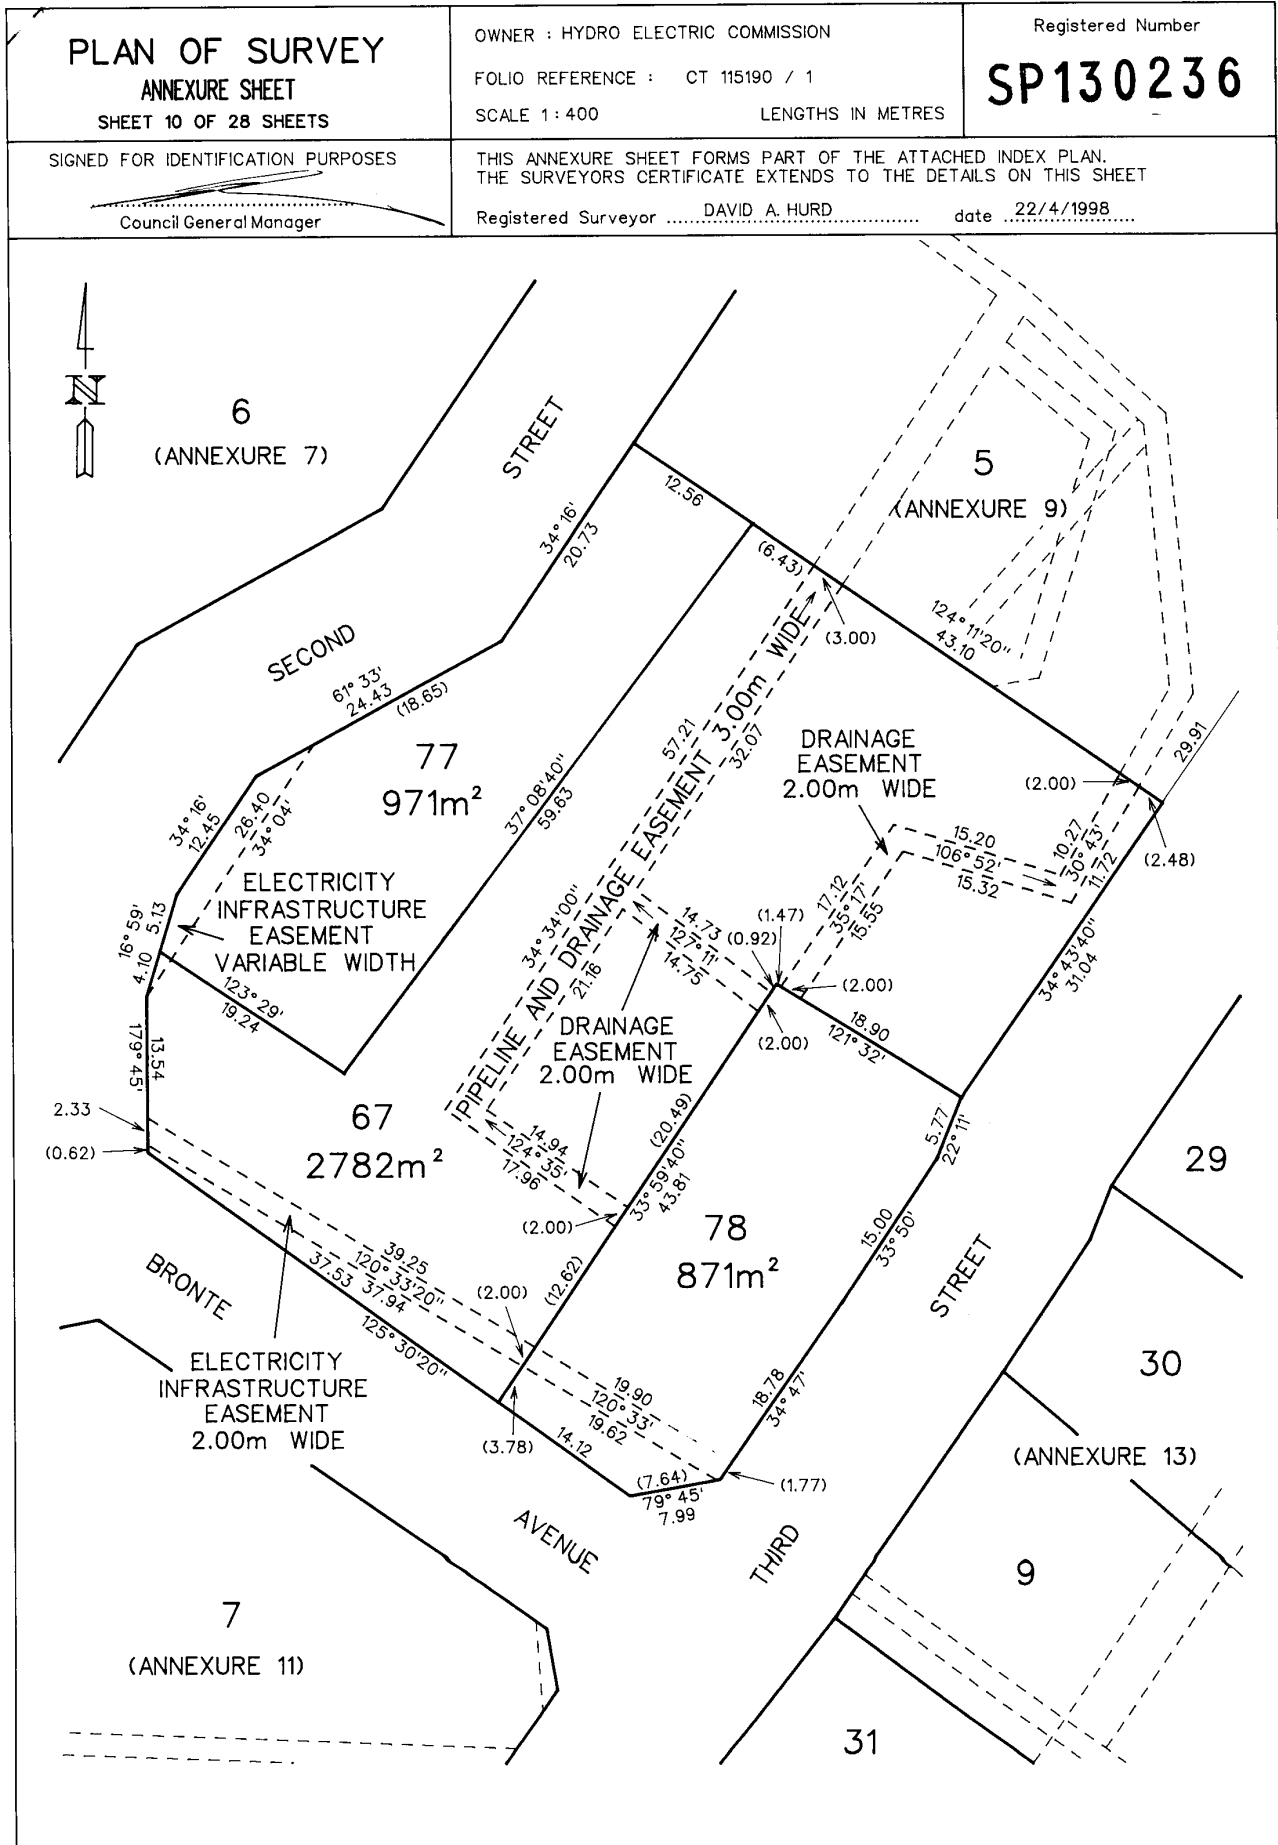 PLAN OF SURVEY
ANNEXURE SHEET
SHEET 10 OF 28 SHEETS
OWNER : HYDRO ELECTRIC COMMISSION
FOLIO REFERENCE : CT 115190 / 1
SCALE 1 : 400 LENGTHS IN METRES
Registered Number
SP130236
SIGNED FOR IDENTIFICATION PURPOSES
Council General Manager
THIS ANNEXURE SHEET FORMS PART OF THE ATTACHED INDEX PLAN.
THE SURVEYORS CERTIFICATE EXTENDS TO THE DETAILS ON THIS SHEET
Registered Surveyor DAVID A. HURD date 22/4/1998
N
6
(ANNEXURE 7)
STREET
SECOND
5
(ANNEXURE 9)
12.56
34° 16'
20.73
(6.43)
(3.00)
124° 11'20"
43.10
61° 33'
24.43
(18.65)
77
971m²
37° 08'40"
59.63
57.21
34° 34'00"
PIPELINE AND DRAINAGE EASEMENT 3.00m WIDE
32.07
21.16
DRAINAGE
EASEMENT
2.00m WIDE
29.91
(2.00)
(2.48)
15.20
106° 52'
15.32
10.27
30° 43'
11.72
34° 16'
12.45
26.40
34° 04'
ELECTRICITY
INFRASTRUCTURE
EASEMENT
VARIABLE WIDTH
16° 59'
5.13
4.10
123° 29'
19.24
17.12
35° 17'
15.55
14.73
127° 11'
14.75
(1.47)
(0.92)
(2.00)
(2.00)
18.90
121° 32'
34° 43'40"
31.04
DRAINAGE
EASEMENT
2.00m WIDE
179° 45'
13.54
2.33
(0.62)
67
2782m²
14.94
124° 35'
17.96
(2.00)
(20.49)
33° 59'40"
43.81
(12.62)
5.77
22° 11'
78
871m²
15.00
33° 50'
29
39.25
120° 33'20"
37.53 37.94
125° 30'20"
(2.00)
BRONTE
STREET
ELECTRICITY
INFRASTRUCTURE
EASEMENT
2.00m WIDE
30
18.78
34° 47'
19.90
120° 33'
19.62
(3.78)
14.12
(7.64)
79° 45'
7.99
(1.77)
(ANNEXURE 13)
AVENUE
THIRD
9
7
(ANNEXURE 11)
31